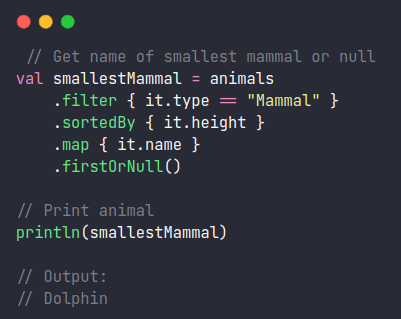 // Get name of smallest mammal or null
val smallestMammal = animals
.filter { it.type == "Mammal" }
.sortedBy { it.height }
.map { it.name }
.firstOrNull()
// Print animal
println(smallestMammal)
// Output:
// Dolphin